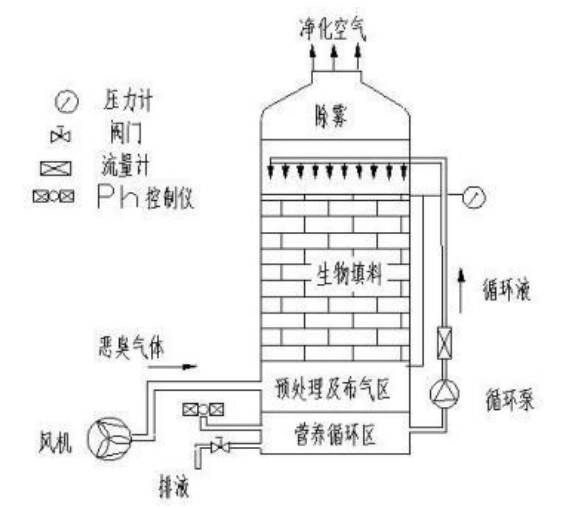 净化空气
除雾
压力计
阀门
流量计
Ph控制仪
生物填料
循环液
恶臭气体
预处理及布气区
循环泵
营养循环区
风机
排液